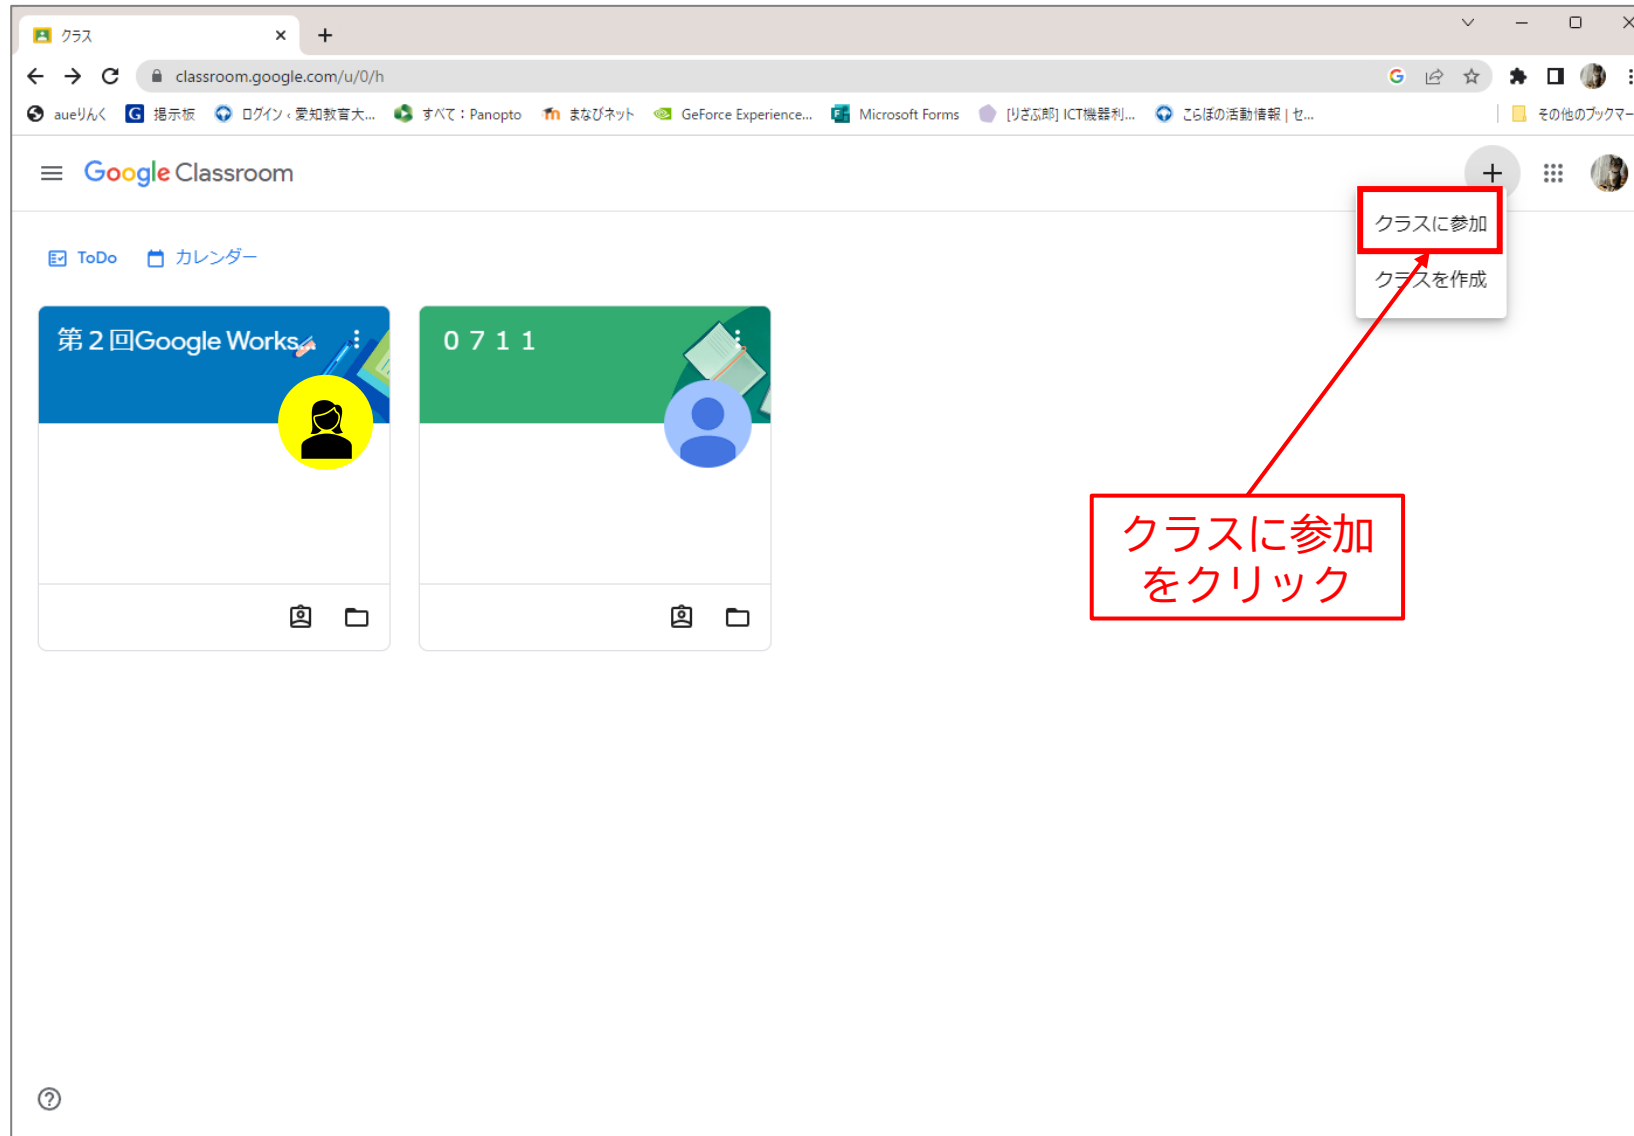 クラス
classroom.google.com/u/0/h
aueりんく 掲示板 ログイン ‹ 愛知教育大... すべて : Panopto まなびネット GeForce Experience... Microsoft Forms [りざぶ郎] ICT機器利... こらぼの活動情報 | セ... その他のブックマー
Google Classroom
クラスに参加
クラスを作成
ToDo カレンダー
第２回Google Works...
０７１１
クラスに参加
をクリック